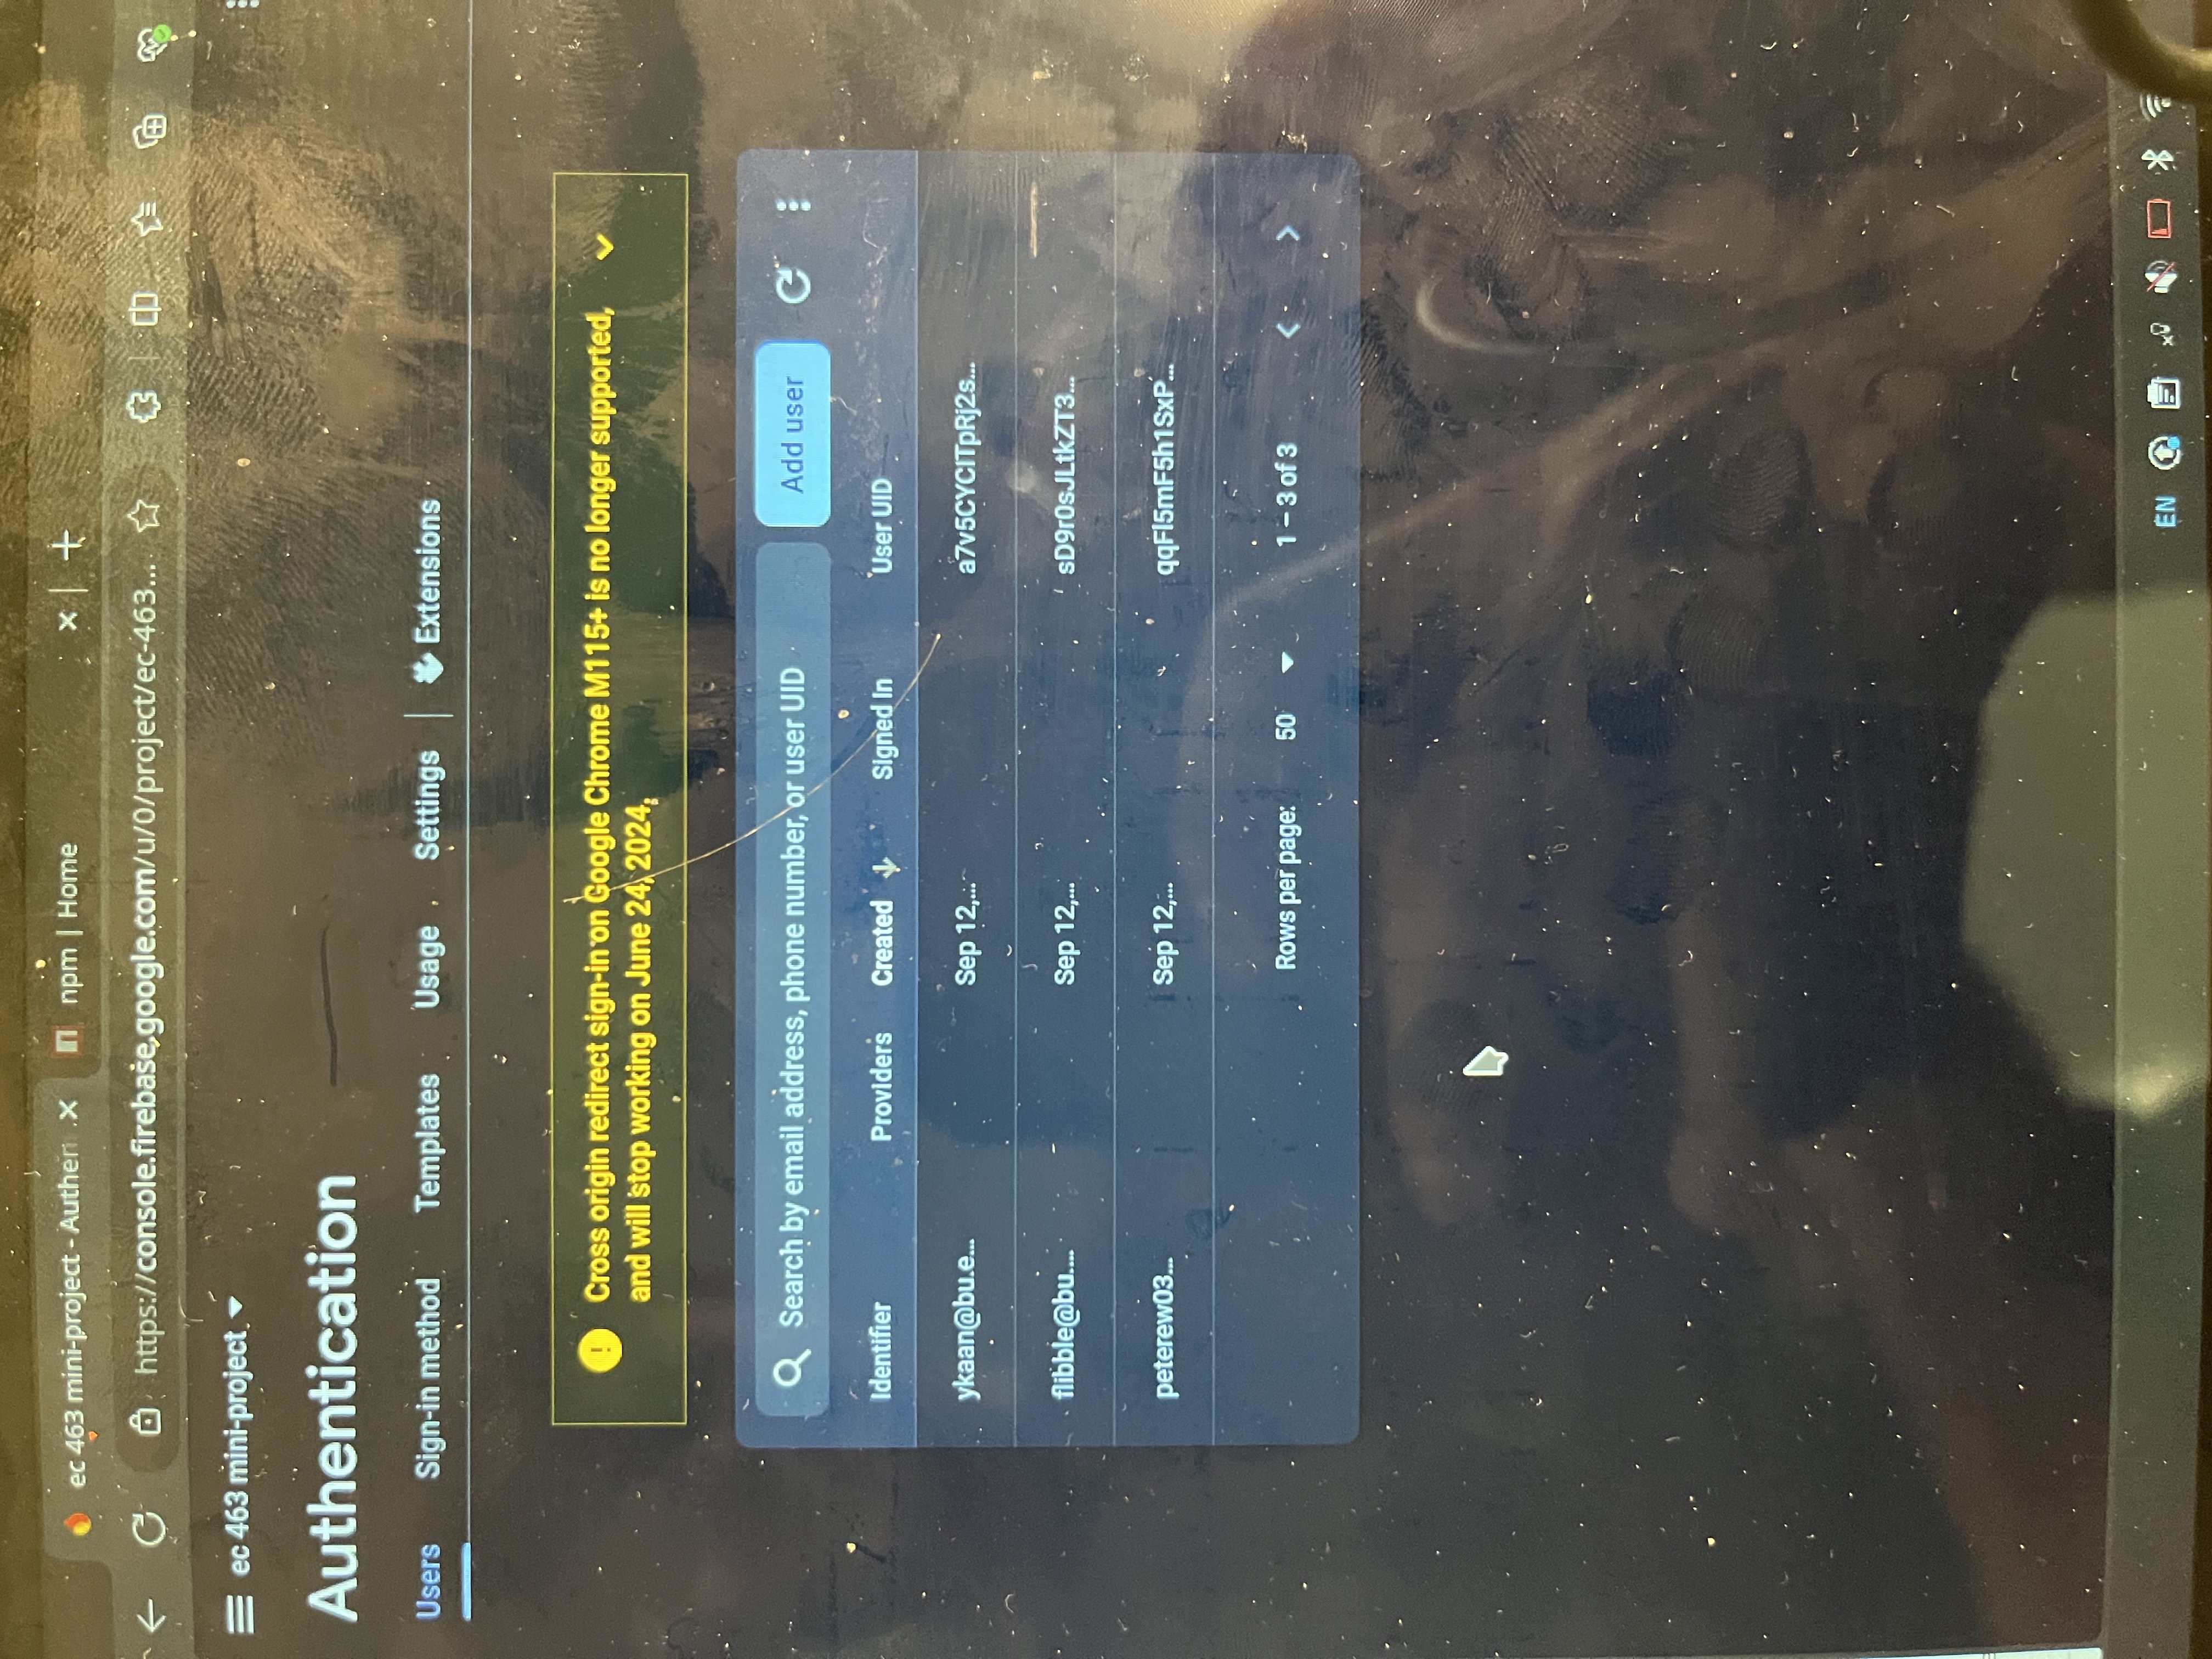 ec 463 mini-project - Authen
npm | Home
https://console.firebase.google.com/u/0/project/ec-463...
ec 463 mini-project
Authentication
Users Sign-in method Templates Usage Settings Extensions
Cross origin redirect sign-in on Google Chrome M115+ is no longer supported,
and will stop working on June 24, 2024.
Search by email address, phone number, or user UID Add user
Identifier Providers Created Signed In User UID
ykaan@bu.e... Sep 12,... a7v5CYCITpRj2s...
flibble@bu.... Sep 12,... sD9r0sJLtkZT3...
peterew03... Sep 12,... qqFl5mF5h1SxP...
Rows per page: 50 1 – 3 of 3
EN